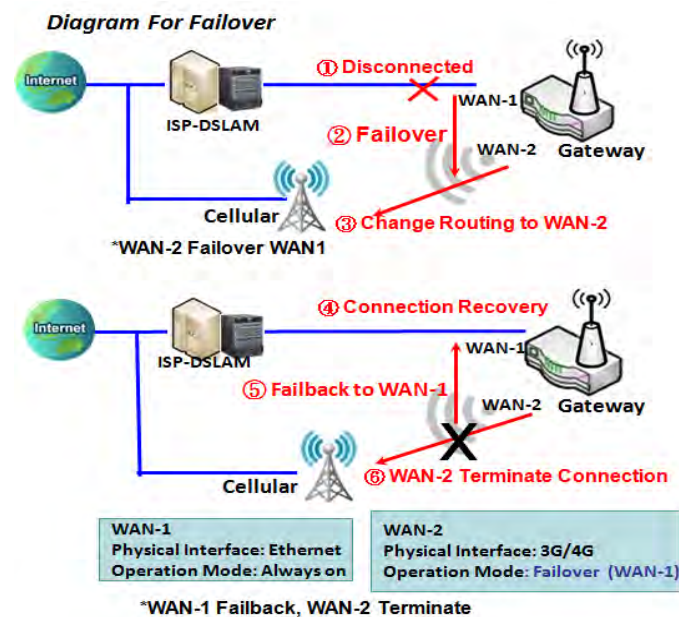 Diagram For Failover
Internet
ISP-DSLAM
① Disconnected
WAN-1
② Failover
WAN-2
Gateway
Cellular
③ Change Routing to WAN-2
*WAN-2 Failover WAN1
④ Connection Recovery
Internet
ISP-DSLAM
WAN-1
⑤ Failback to WAN-1
WAN-2
Gateway
Cellular
⑥ WAN-2 Terminate Connection
WAN-1
Physical Interface: Ethernet
Operation Mode: Always on
WAN-2
Physical Interface: 3G/4G
Operation Mode: Failover (WAN-1)
*WAN-1 Failback, WAN-2 Terminate